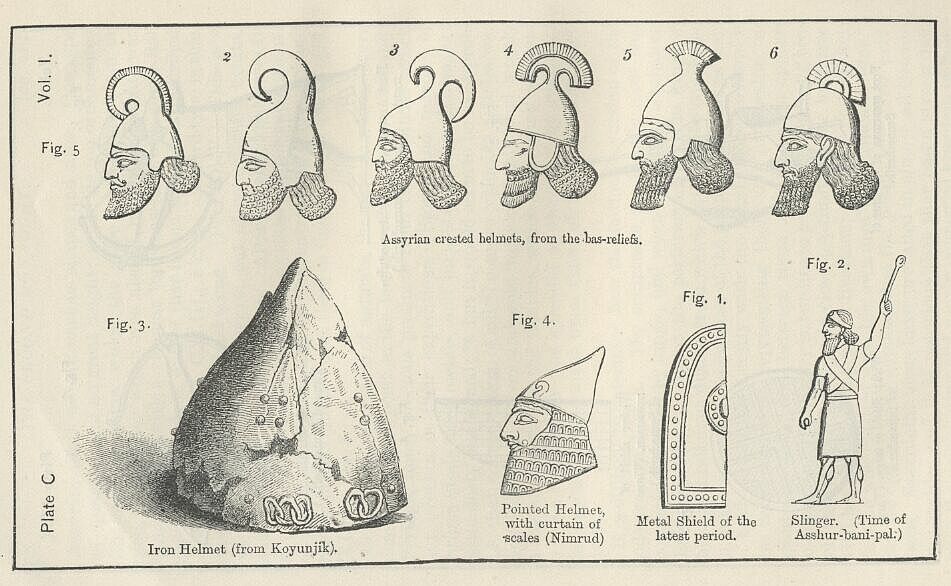 Vol. I.
Fig. 5
2
3
4
5
6
Assyrian crested helmets, from the bas-reliefs.
Fig. 3.
Fig. 4.
Fig. 1.
Fig. 2.
Plate C
Iron Helmet (from Koyunjik).
Pointed Helmet,
with curtain of
scales (Nimrud)
Metal Shield of the
latest period.
Slinger. (Time of
Asshur-bani-pal.)